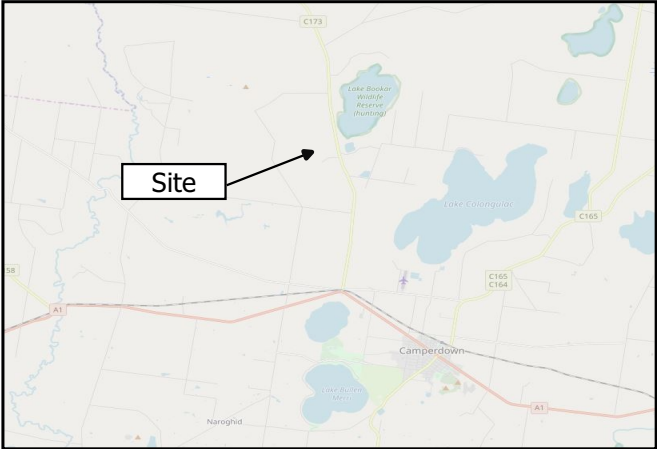 C173
Lake Bookar
Wildlife
Reserve
(hunting)
Site
Lake Colongulac
C165
58
C165
C164
A1
Camperdown
Lake Bullen
Merri
A1
Naroghid